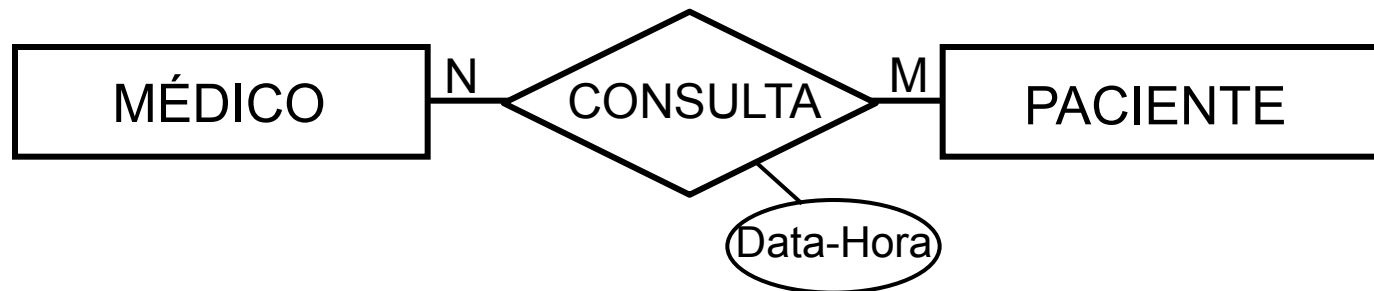 MÉDICO
N
CONSULTA
M
PACIENTE
Data-Hora